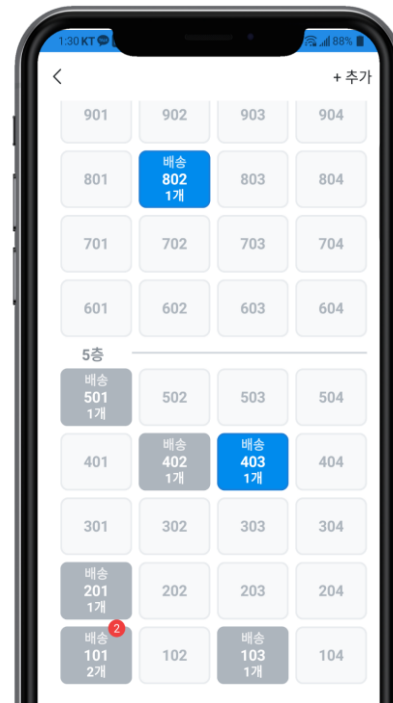 1:30 KT 88%
+ 추가
901 902 903 904
배송
801 802 803 804
1개
701 702 703 704
601 602 603 604
5층
배송
501 502 503 504
1개
배송 배송
401 402 403 404
1개 1개
301 302 303 304
배송
201 202 203 204
1개
2
배송 배송
101 102 103 104
2개 1개